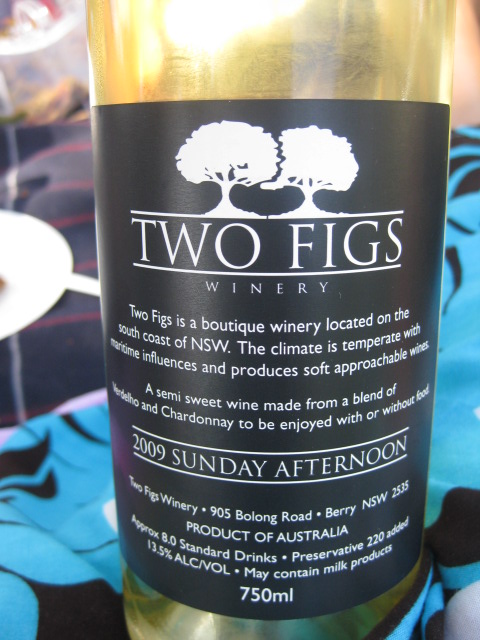 TWO FIGS
WINERY
Two Figs is a boutique winery located on the
south coast of NSW. The climate is temperate with
maritime influences and produces soft approachable wines.
A semi sweet wine made from a blend of
Verdelho and Chardonnay to be enjoyed with or without food.
2009 SUNDAY AFTERNOON
Two Figs Winery • 905 Bolong Road • Berry NSW 2535
PRODUCT OF AUSTRALIA
Approx 8.0 Standard Drinks • Preservative 220 added
13.5% ALC/VOL • May contain milk products
750ml